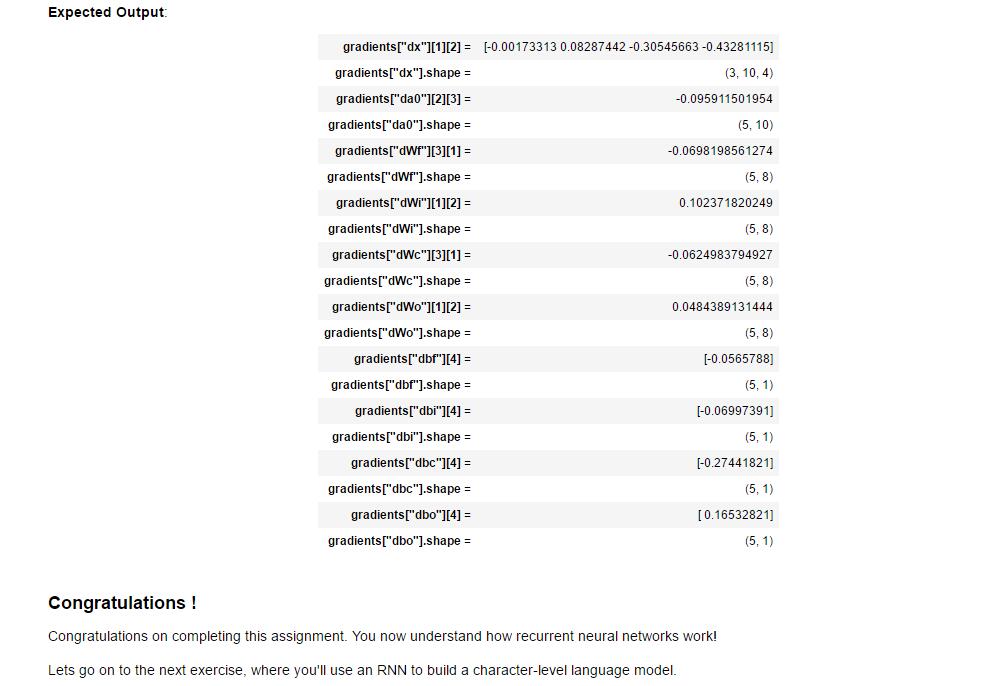 Expected Output:
gradients["dx"][1][2] = [-0.00173313 0.08287442 -0.30545663 -0.43281115]
gradients["dx"].shape = (3, 10, 4)
gradients["da0"][2][3] = -0.095911501954
gradients["da0"].shape = (5, 10)
gradients["dWf"][3][1] = -0.0698198561274
gradients["dWf"].shape = (5, 8)
gradients["dWi"][1][2] = 0.102371820249
gradients["dWi"].shape = (5, 8)
gradients["dWc"][3][1] = -0.0624983794927
gradients["dWc"].shape = (5, 8)
gradients["dWo"][1][2] = 0.0484389131444
gradients["dWo"].shape = (5, 8)
gradients["dbf"][4] = [-0.0565788]
gradients["dbf"].shape = (5, 1)
gradients["dbi"][4] = [-0.06997391]
gradients["dbi"].shape = (5, 1)
gradients["dbc"][4] = [-0.27441821]
gradients["dbc"].shape = (5, 1)
gradients["dbo"][4] = [ 0.16532821]
gradients["dbo"].shape = (5, 1)
Congratulations !
Congratulations on completing this assignment. You now understand how recurrent neural networks work!
Lets go on to the next exercise, where you'll use an RNN to build a character-level language model.